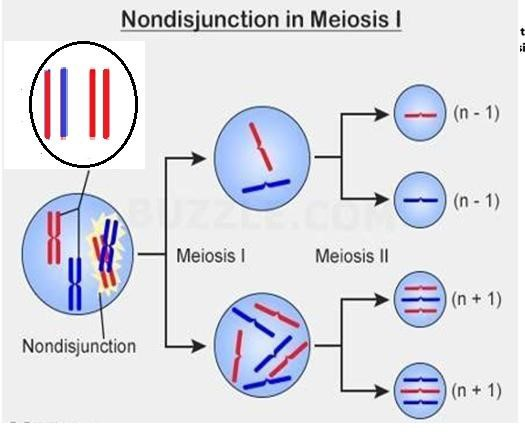 Nondisjunction in Meiosis I
(n - 1)
(n - 1)
BUZZLE.COM
Meiosis I
Meiosis II
(n + 1)
Nondisjunction
(n + 1)